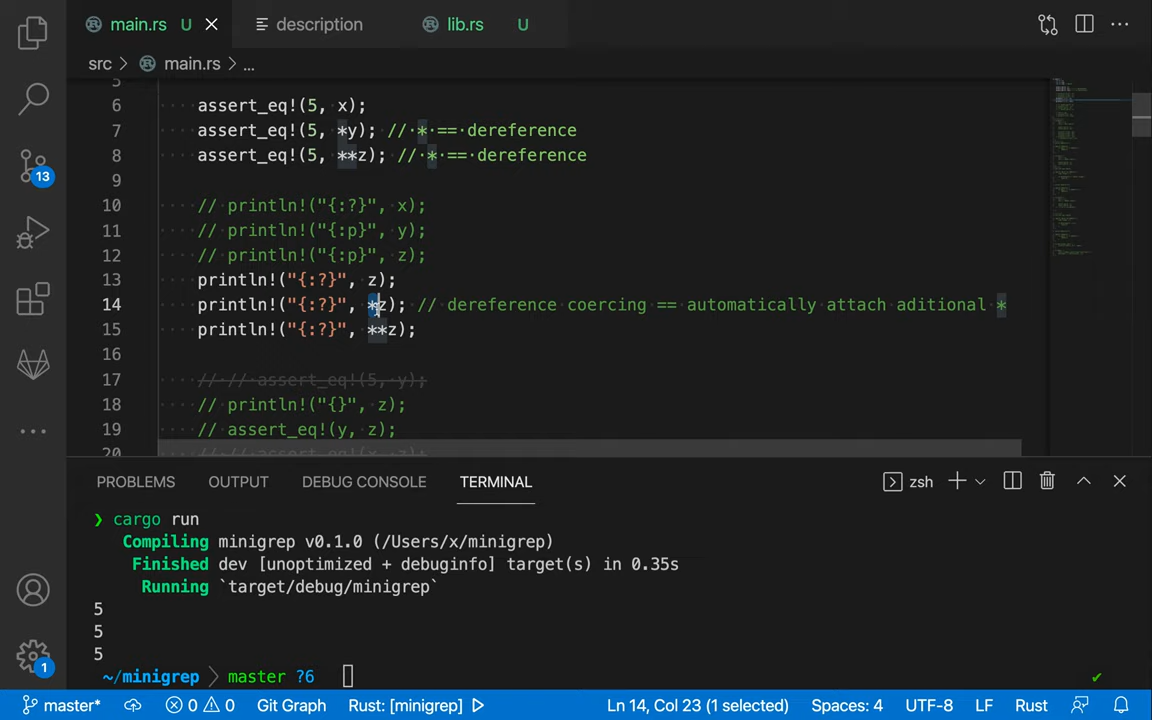 main.rs U description lib.rs U
src main.rs ...
5
6 assert_eq!(5, x);
7 assert_eq!(5, *y); // * == dereference
8 assert_eq!(5, **z); // * == dereference
9
10 // println!("{:?}", x);
11 // println!("{:p}", y);
12 // println!("{:p}", z);
13 println!("{:?}", z);
14 println!("{:?}", *z); // dereference coercing == automatically attach aditional *
15 println!("{:?}", **z);
16
17 // // assert_eq!(5, y);
18 // println!("{}", z);
19 // assert_eq!(y, z);
20 // // assert_eq!(x, z);
13
PROBLEMS OUTPUT DEBUG CONSOLE TERMINAL zsh
❯ cargo run
Compiling minigrep v0.1.0 (/Users/x/minigrep)
Finished dev [unoptimized + debuginfo] target(s) in 0.35s
Running `target/debug/minigrep`
5
5
5
~/minigrep master ?6 ✔
1
master* 0 0 Git Graph Rust: [minigrep] Ln 14, Col 23 (1 selected) Spaces: 4 UTF-8 LF Rust